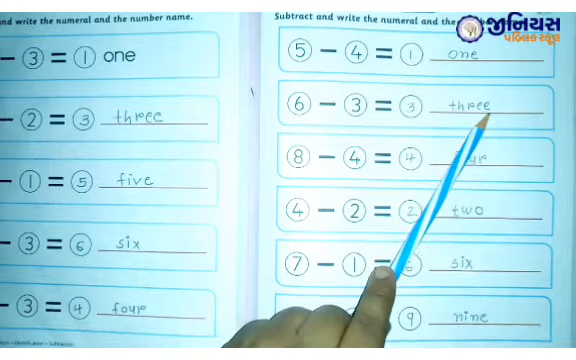 nd write the numeral and the number name.
- 3 = 1 one
- 2 = 3 three
- 1 = 5 five
- 3 = 6 six
- 3 = 4 four
Subtract and write the numeral and the
જીનિયસ
પબ્લિક સ્કૂલ
5 - 4 = 1 one
6 - 3 = 3 three
8 - 4 = 4
4 - 2 = 2 two
7 - 1 = 6 six
9 nine